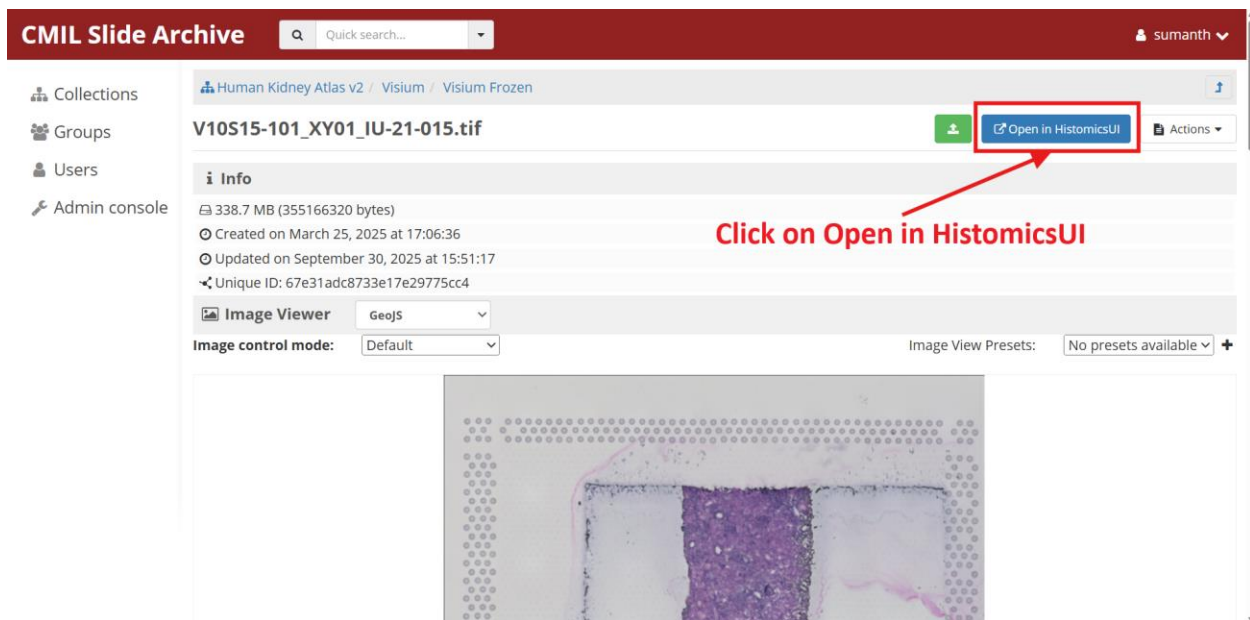 CMIL Slide Archive
Quick search...
sumanth
Collections
Groups
Users
Admin console
Human Kidney Atlas v2 / Visium / Visium Frozen
V10S15-101_XY01_IU-21-015.tif
Open in HistomicsUI
Actions
i Info
338.7 MB (355166320 bytes)
Created on March 25, 2025 at 17:06:36
Updated on September 30, 2025 at 15:51:17
Unique ID: 67e31adc8733e17e29775cc4
Click on Open in HistomicsUI
Image Viewer GeoJS
Image control mode: Default
Image View Presets: No presets available